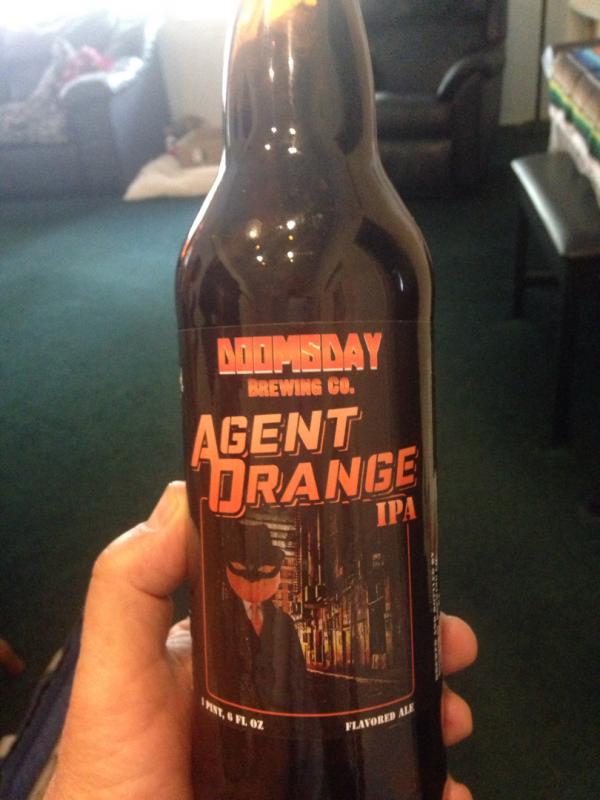 DOOMSDAY
BREWING CO.
AGENT
ORANGE
IPA
1 PINT, 6 FL OZ
FLAVORED ALE